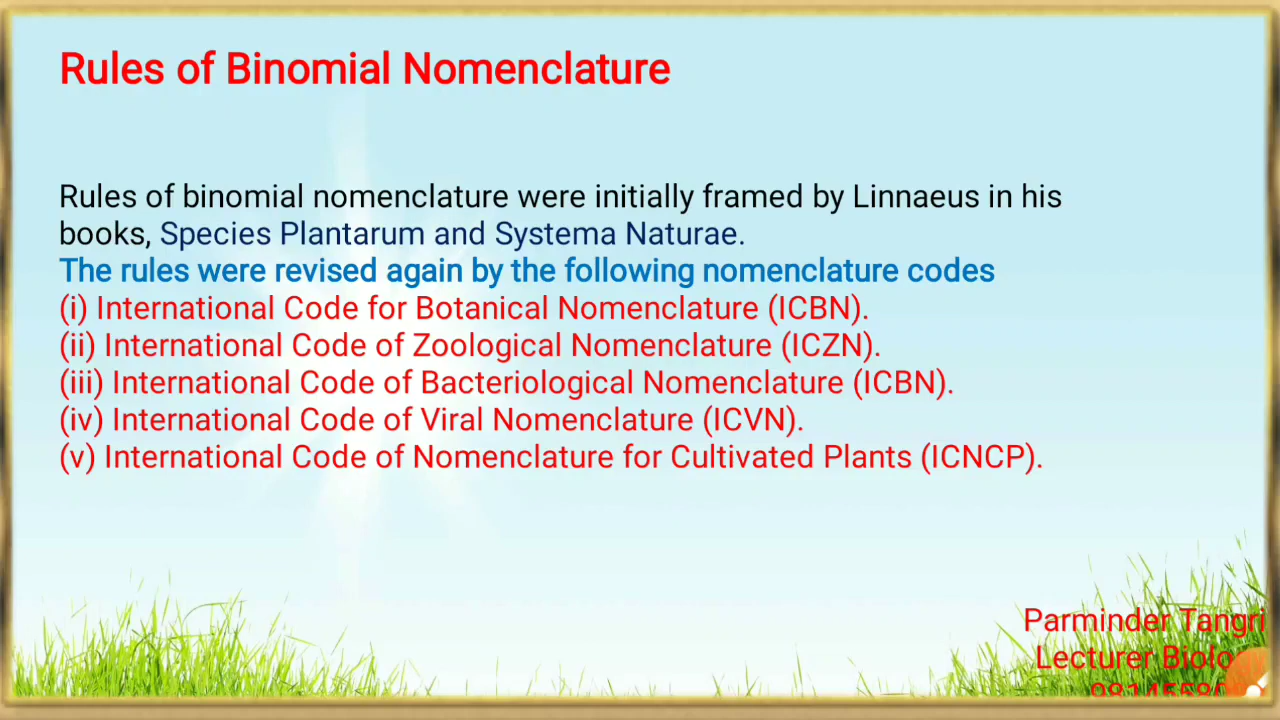 Rules of Binomial Nomenclature
Rules of binomial nomenclature were initially framed by Linnaeus in his
books, Species Plantarum and Systema Naturae.
The rules were revised again by the following nomenclature codes
(i) International Code for Botanical Nomenclature (ICBN).
(ii) International Code of Zoological Nomenclature (ICZN).
(iii) International Code of Bacteriological Nomenclature (ICBN).
(iv) International Code of Viral Nomenclature (ICVN).
(v) International Code of Nomenclature for Cultivated Plants (ICNCP).
Parminder Tangri
Lecturer